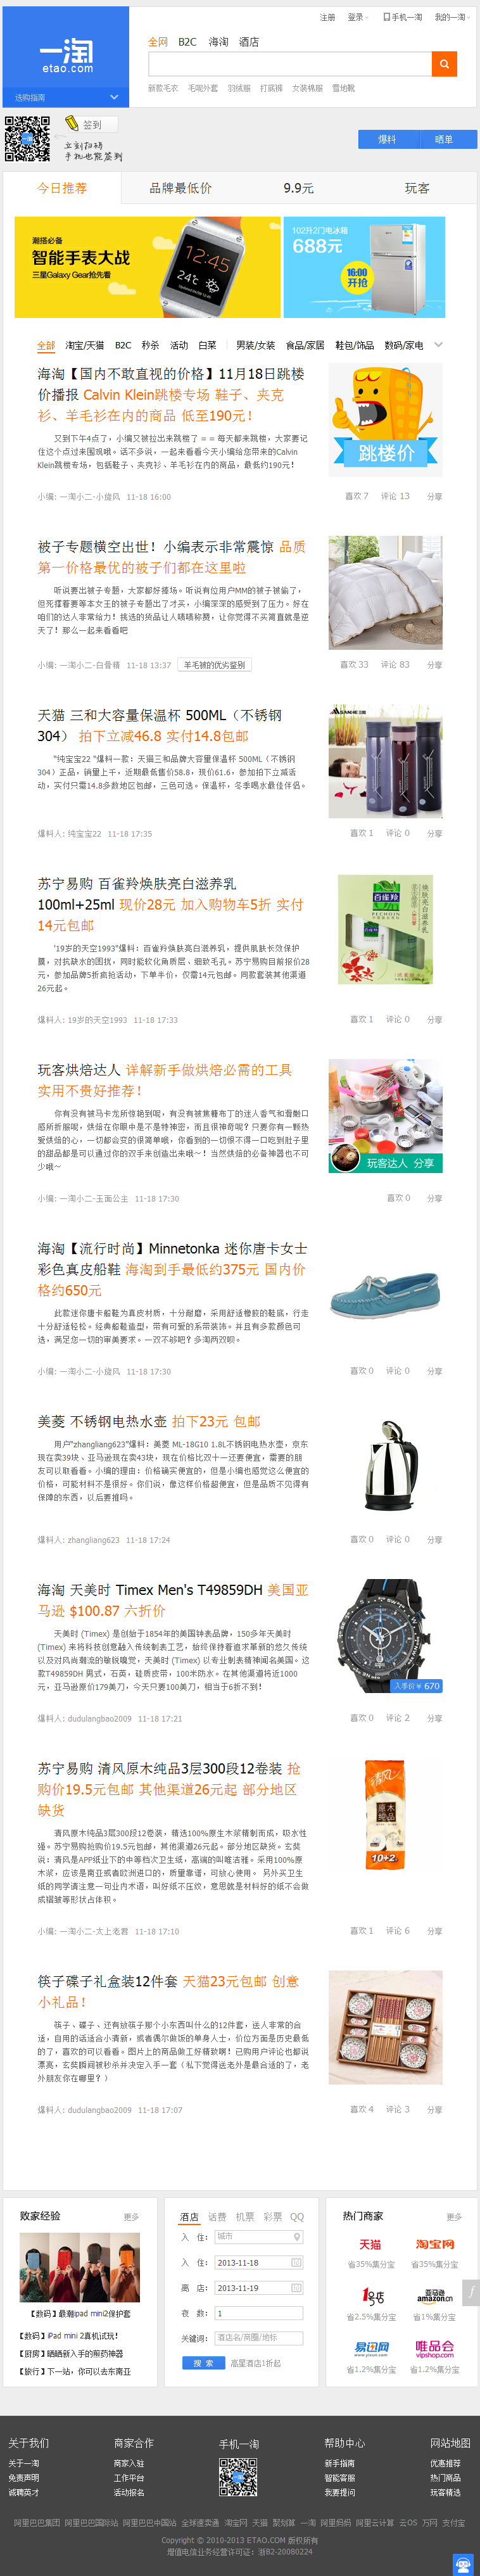 注册 登录 手机一淘 我的一淘
一淘
etao.com
选购指南
全网 B2C 海淘 酒店
新款毛衣 毛呢外套 羽绒服 打底裤 女装棉服 雪地靴
签到
立刻扫码
手机也能签到
爆料 晒单
今日推荐 品牌最低价 9.9元 玩客
潮搭必备
智能手表大战
三星Galaxy Gear抢先看
102升2门电冰箱
688元
16:00
开抢
全部 淘宝/天猫 B2C 秒杀 活动 白菜 男装/女装 食品/家居 鞋包/饰品 数码/家电
海淘【国内不敢直视的价格】11月18日跳楼
价播报 Calvin Klein跳楼专场 鞋子、夹克
衫、羊毛衫在内的商品 低至190元！
又到下午4点了，小编又被拉出来跳楼了 = = 每天都来跳楼，大家要记
住这个点过来围观哦。话不多说，一起来看看今天小编给您带来的Calvin
Klein跳楼专场，包括鞋子、夹克衫、羊毛衫在内的商品，最低约190元！
跳楼价
小编: 一淘小二-小旋风 11-18 16:00
喜欢 7 评论 13 分享
被子专题横空出世！小编表示非常震惊 品质
第一价格最优的被子们都在这里啦
听说要出被子专题，大家都好捧场。听说有位用户MM的被子被偷了，
但死撑着要等本女王的被子专题出了才买，小编深深的感受到了压力。好在
咱们的达人非常给力！挑选的货品让人啧啧称赞，让你觉得不买简直就是逆
天了！那么一起来看看吧
小编: 一淘小二-白骨精 11-18 13:37 羊毛被的优劣鉴别
喜欢 33 评论 83 分享
天猫 三和大容量保温杯 500ML（不锈钢
304） 拍下立减46.8 实付14.8包邮
"纯宝宝22 "爆料一款：天猫三和品牌大容量保温杯 500ML（不锈钢
304）正品，销量上千，近期最低售价58.8，现价61.6，参加拍下立减活
动，实付只需14.8多数地区包邮，三色可选。保温杯，冬季喝水最佳伴侣。
爆料人: 纯宝宝22 11-18 17:35
喜欢 1 评论 0 分享
苏宁易购 百雀羚焕肤亮白滋养乳
100ml+25ml 现价28元 加入购物车5折 实付
14元包邮
'19岁的天空1993"爆料：百雀羚焕肤亮白滋养乳，提供肌肤长效保护
膜，对抗缺水的困扰，同时能软化角质层、细软毛孔。苏宁易购目前报价28
元，参加品牌5折疯抢活动，下单半价，仅需14元包邮。同款套装其他渠道
26元起。
百雀羚
PECHOIN
焕肤亮白滋养乳
爆料人: 19岁的天空1993 11-18 17:33
喜欢 1 评论 0 分享
玩客烘焙达人 详解新手做烘焙必需的工具
实用不贵好推荐！
你有没有被马卡龙所惊艳到呢，有没有被焦糖布丁的迷人香气和滑嫩口
感所折服呢，烘焙在你眼中是不是特神密，而且很神奇呢？只要你有一颗热
爱烘焙的心，一切都会变的很简单哦，你看到的一切恨不得一口吃到肚子里
的甜品都是可以通过你的双手来创造出来哦～！当然烘焙的必备神器也不可
少哦～
玩客达人 分享
小编: 一淘小二-玉面公主 11-18 17:30
喜欢 0 分享
海淘【流行时尚】Minnetonka 迷你唐卡女士
彩色真皮船鞋 海淘到手最低约375元 国内价
格约650元
此款迷你唐卡船鞋为真皮材质，十分耐磨，采用舒适橡胶的鞋底，行走
十分舒适轻松。经典船鞋造型，带有可爱的系带装饰。并且有多款颜色可
选，满足您一切的审美要求。一双不够吧？多淘两双呗。
小编: 一淘小二-小旋风 11-18 17:30
喜欢 0 评论 0 分享
美菱 不锈钢电热水壶 拍下23元 包邮
用户"zhangliang623"爆料：美菱 ML-18G10 1.8L不锈钢电热水壶，京东
现在卖39块、亚马逊现在卖43块，现在价格比双十一还要便宜，需要的朋
友可以取看看。小编的理由：价格确实便宜的，但是小编也感觉这么便宜的
价格，可能材料不是很好。你们说，像这样价格超便宜，但是品质不见得有
保障的东西，以后要推吗。
爆料人: zhangliang623 11-18 17:24
喜欢 0 评论 0 分享
海淘 天美时 Timex Men's T49859DH 美国亚
马逊 $100.87 六折价
天美时 (Timex) 是创始于1854年的美国钟表品牌，150多年天美时
(Timex) 来将科技创意融入传统制表工艺，始终保持着追求革新的悠久传统
以及对风尚潮流的敏锐嗅觉，天美时 (Timex) 以专业制表精神闻名美国。这
款T49859DH 男式，石英，硅质皮带，100米防水。在其他渠道将近1000
元，亚马逊原价179美刀，今天只要100美刀，相当于6折不到！
入手价￥670
爆料人: dudulangbao2009 11-18 17:21
喜欢 0 评论 2 分享
苏宁易购 清风原木纯品3层300段12卷装 抢
购价19.5元包邮 其他渠道26元起 部分地区
缺货
清风原木纯品3层300段12卷装，精选100%原生木浆精制而成，吸水性
强。苏宁易购抢购价19.5元包邮，其他渠道26元起。部分地区缺货。玄奘
说：清风是APP纸业下的中等档次卫生纸，高端的叫唯洁雅。采用100%原
木浆，应该是南亚或者欧洲进口的，质量靠谱，可放心使用。 另外买卫生
纸的同学请注意一可业内术语，叫好纸不压纹，意思就是材料好的纸不会做
成褶皱等形状占体积。
清风
原木纯品
10+2
小编: 一淘小二-太上老君 11-18 17:10
喜欢 1 评论 6 分享
筷子碟子礼盒装12件套 天猫23元包邮 创意
小礼品！
筷子、碟子、还有放筷子那个小东西叫什么的12件套，送人非常的合
适，自用的话适合小清新，或者偶尔做饭的单身人士，价位方面是历史最低
的了，喜欢的可以看看。图片上的商品做工好精致啊！已购用户评论也都说
漂亮，玄奘瞬间被秒杀并决定入手一套（私下觉得送老外是最合适的了，老
外朋友你在哪里？）
爆料人: dudulangbao2009 11-18 17:07
喜欢 4 评论 3 分享
败家经验 更多
【数码】最潮ipad mini2保护套
【数码】iPad mini 2真机试玩！
【厨房】晒晒新入手的煎药神器
【旅行】下一站，你可以去东南亚
酒店 话费 机票 彩票 QQ
入 住: 城市
入 住: 2013-11-18
离 店: 2013-11-19
夜 数: 1
关键词: 酒店名/商圈/地标
搜 索 高里酒店1折起
热门商家 更多
天猫 淘宝网
省35%集分宝 省35%集分宝
1号店 亚马逊 amazon.cn
省2.5%集分宝 省1%集分宝
易迅网 www.yixun.com 唯品会 vipshop.com
省1.2%集分宝 省1.2%集分宝
关于我们 商家合作 手机一淘 帮助中心 网站地图
关于一淘 商家入驻 新手指南 优惠推荐
免责声明 工作平台 智能客服 热门商品
诚聘英才 活动报名 我要提问 玩客精选
阿里巴巴集团 阿里巴巴国际站 阿里巴巴中国站 全球速卖通 淘宝网 天猫 聚划算 一淘 阿里妈妈 阿里云计算 云OS 万网 支付宝
Copyright © 2010-2013 ETAO.COM 版权所有
增值电信业务经营许可证：浙B2-20080224